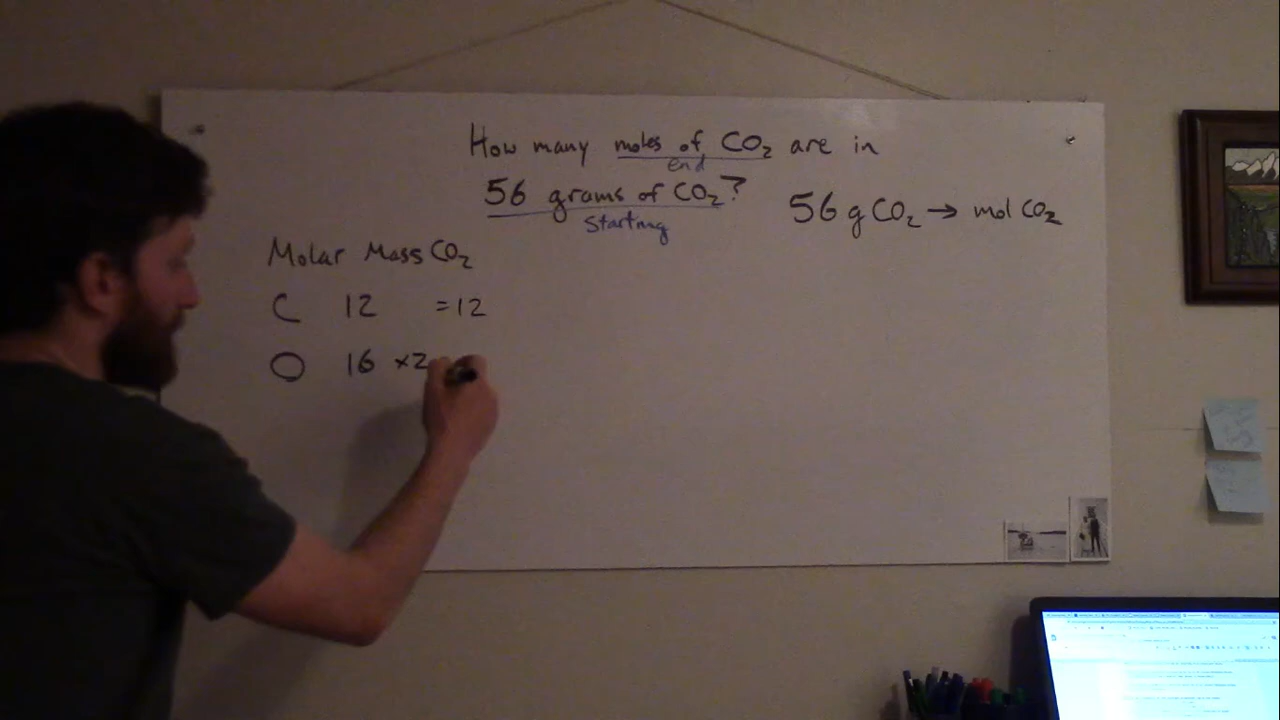 How many moles of CO₂ are in
end
56 grams of CO₂?
Starting
56 g CO₂ → mol CO₂
Molar Mass CO₂
C 12 =12
O 16 ×2